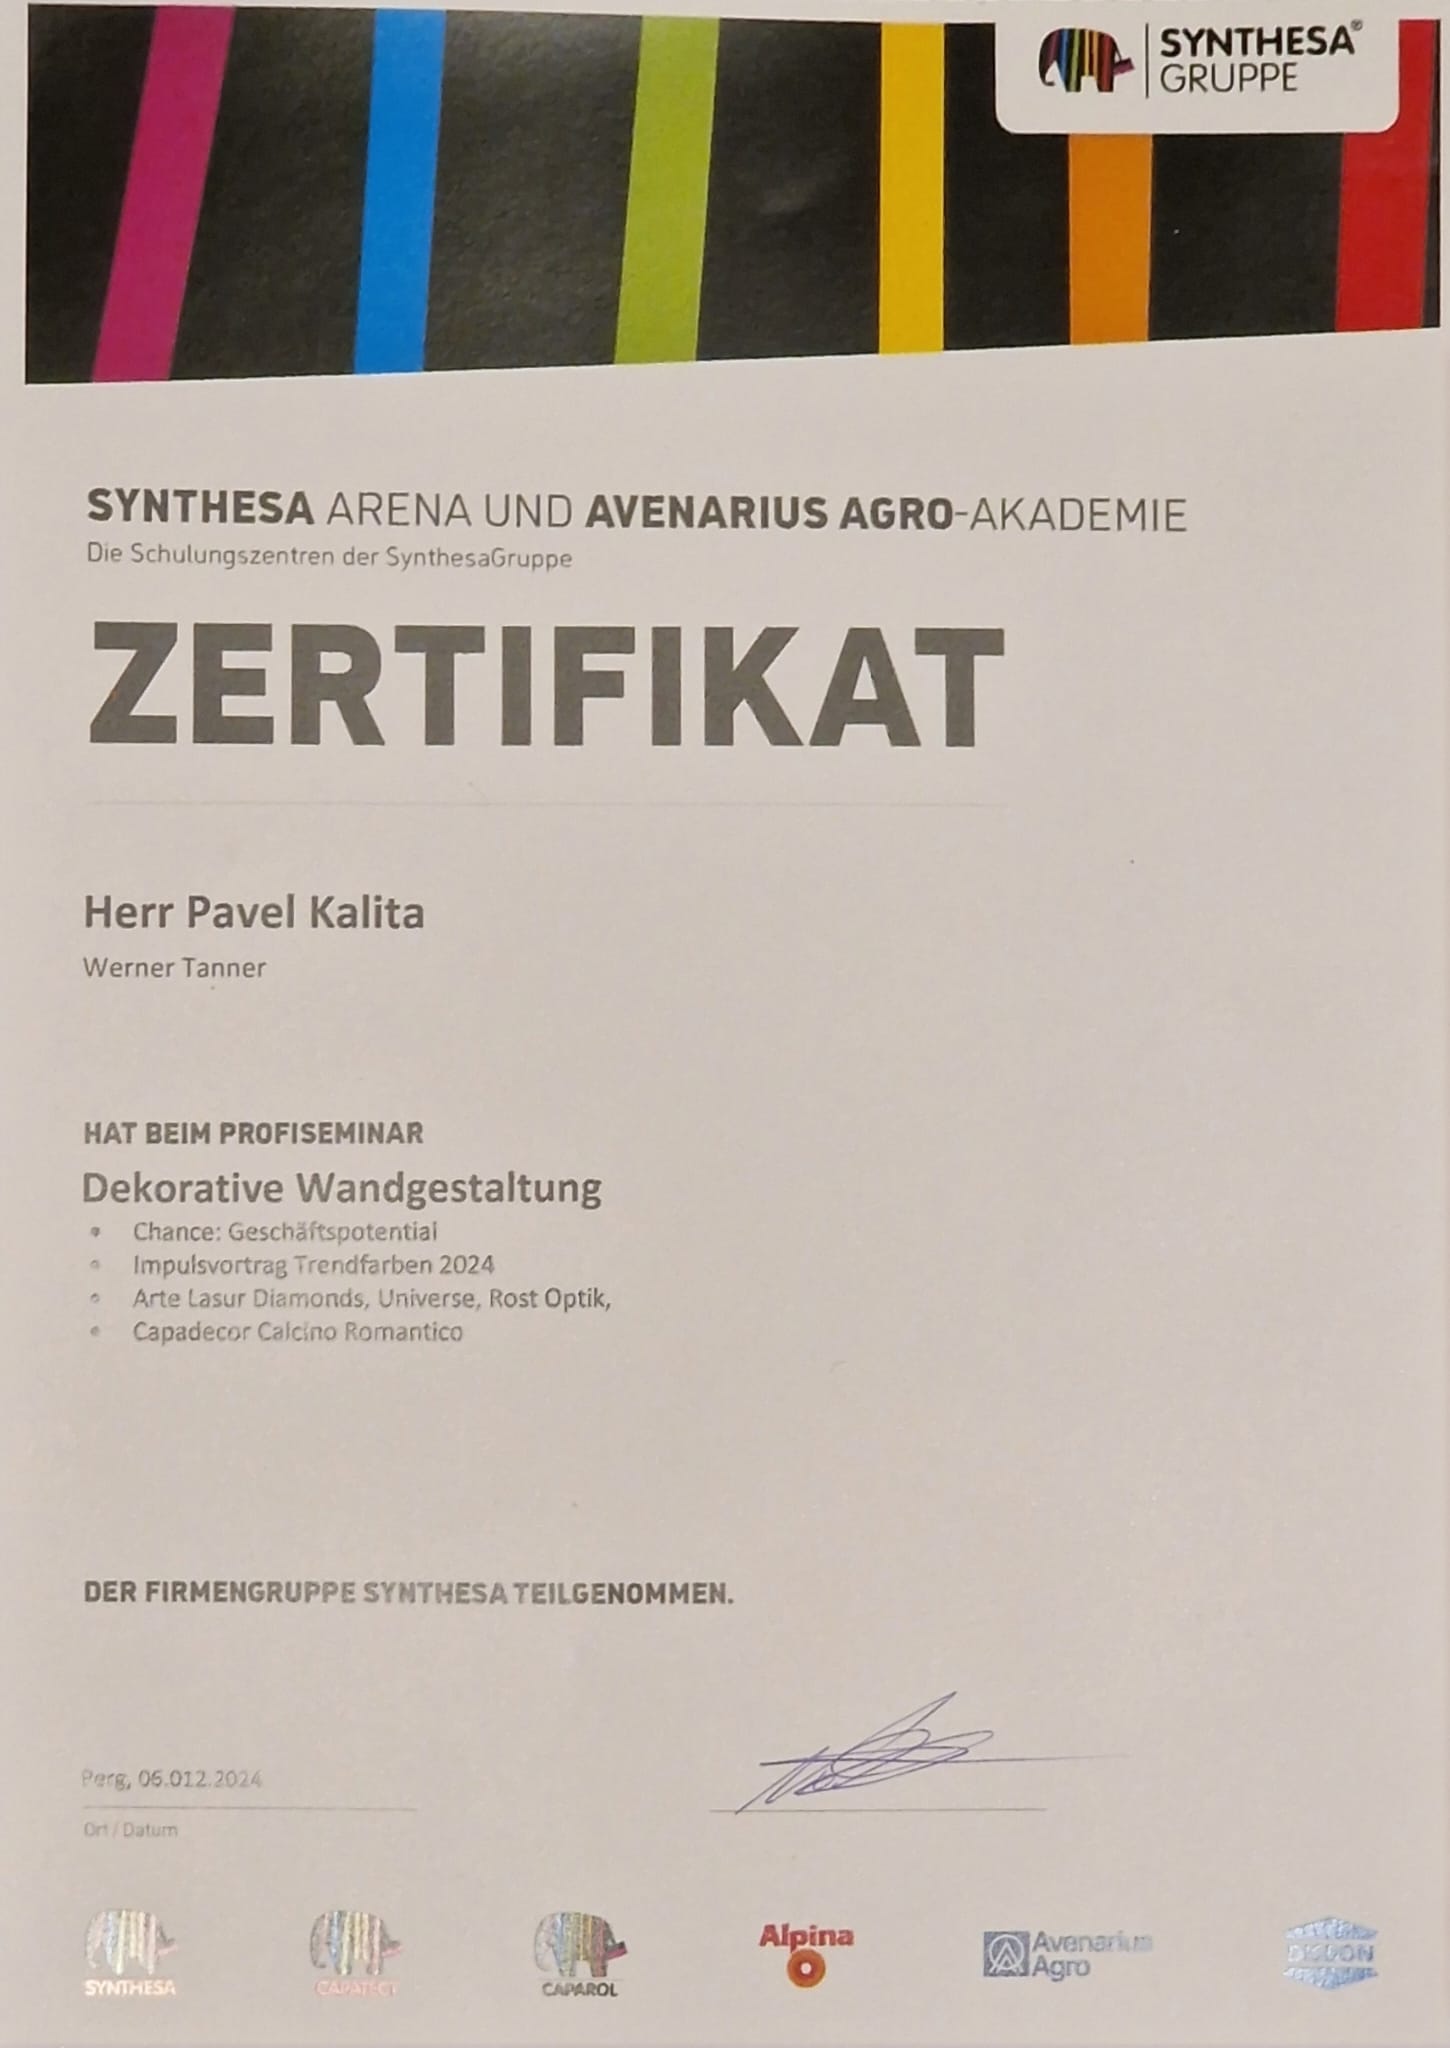 SYNTHESA®
GRUPPE
SYNTHESA ARENA UND AVENARIUS AGRO-AKADEMIE
Die Schulungszentren der SynthesaGruppe
ZERTIFIKAT
Herr Pavel Kalita
Werner Tanner
HAT BEIM PROFISEMINAR
Dekorative Wandgestaltung
• Chance: Geschäftspotential
• Impulsvortrag Trendfarben 2024
• Arte Lasur Diamonds, Universe, Rost Optik,
• Capadecor Calcino Romantico
DER FIRMENGRUPPE SYNTHESA TEILGENOMMEN.
Perg, 06.012.2024
Ort / Datum
SYNTHESA
CAPATECT
CAPAROL
Alpina
Avenarius
Agro